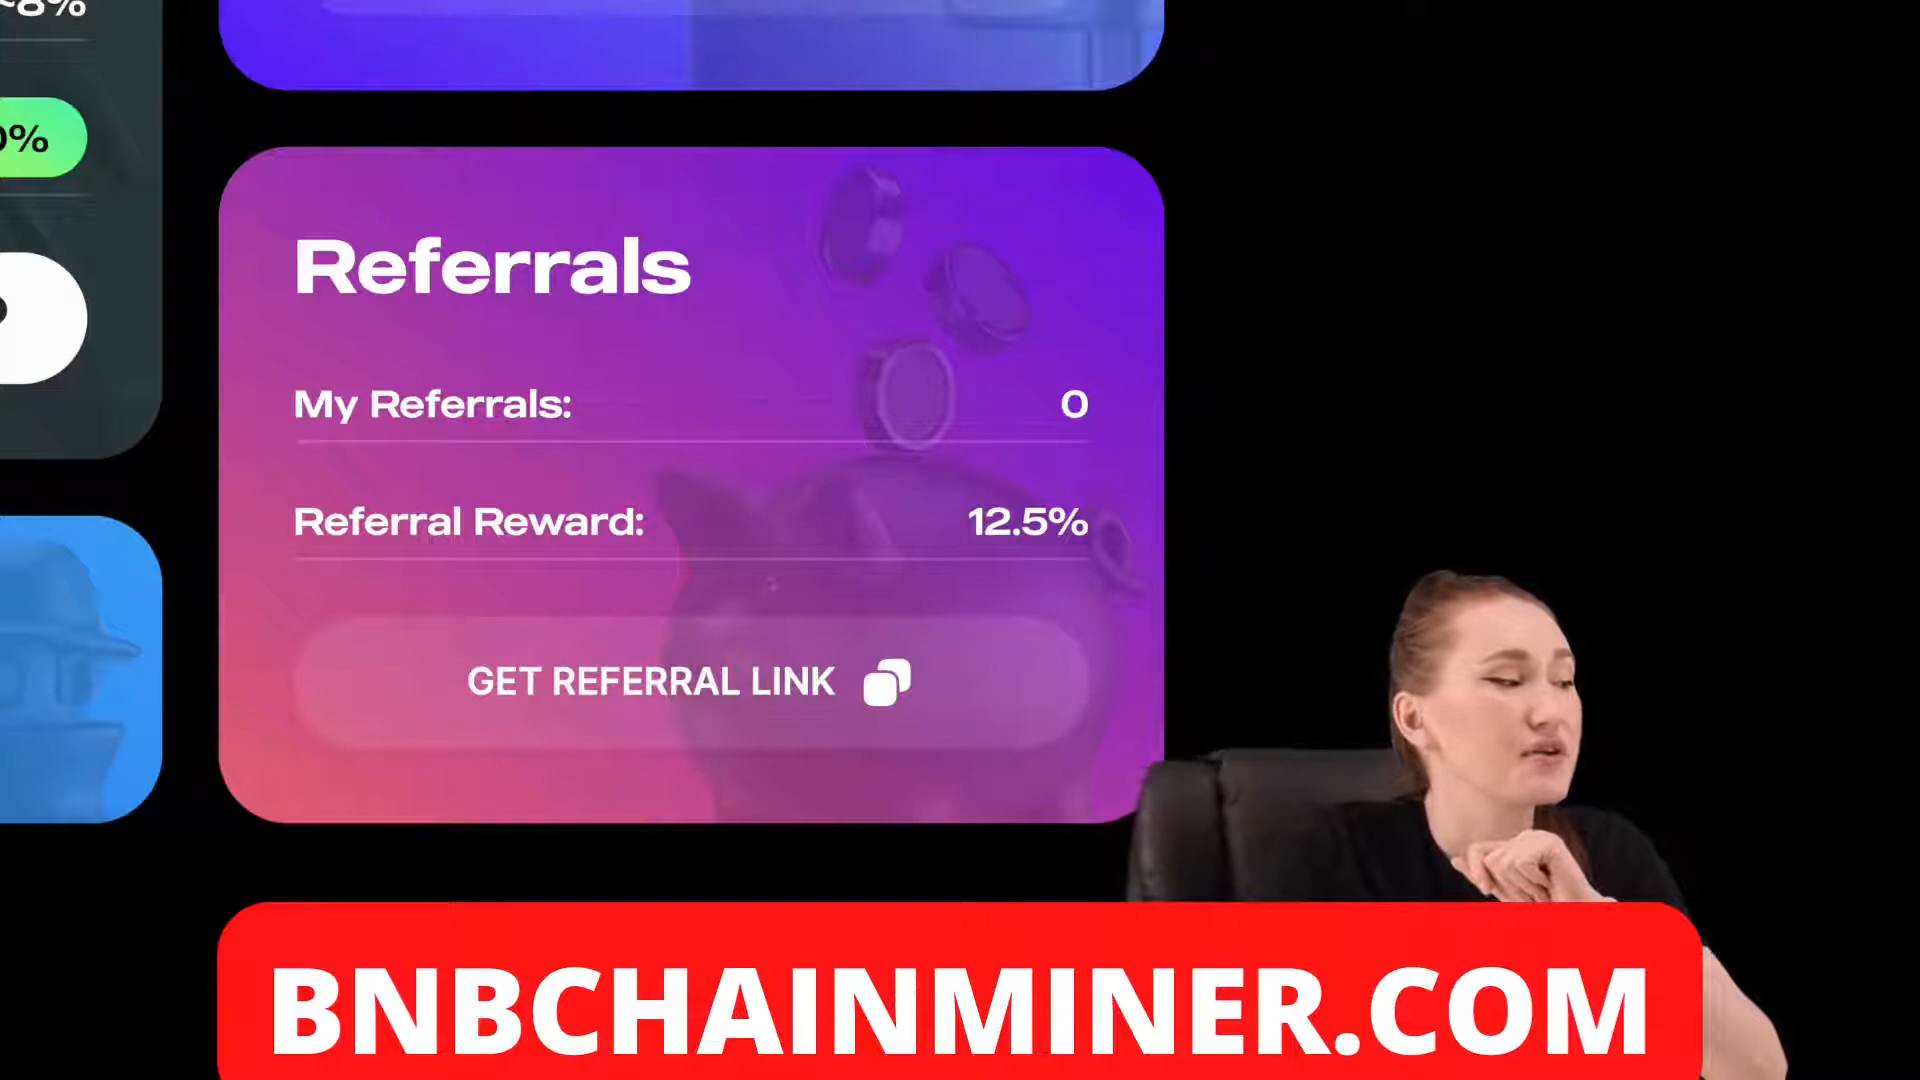 Referrals
My Referrals: 0
Referral Reward: 12.5%
GET REFERRAL LINK
BNBCHAINMINER.COM